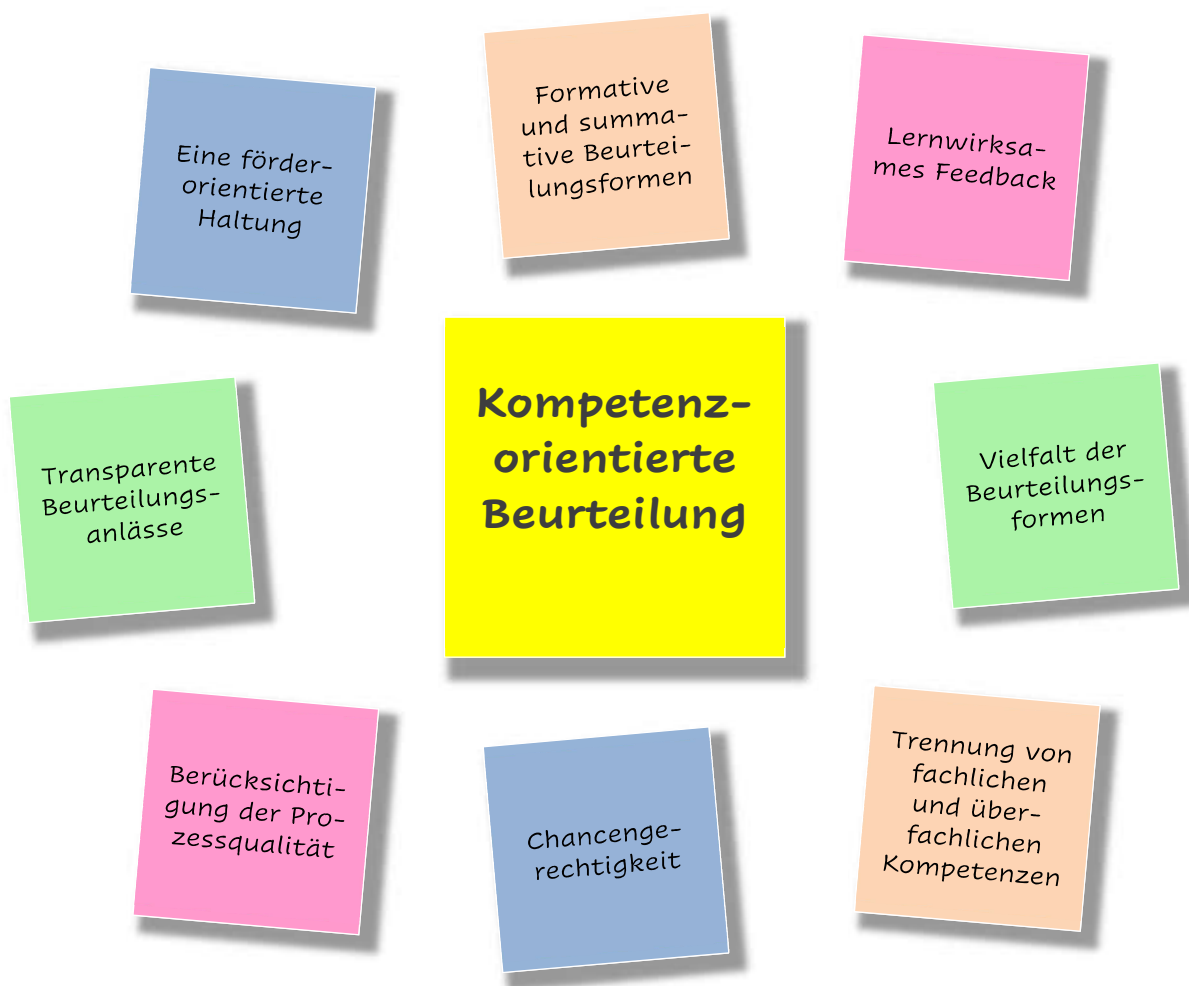 Eine förder-
orientierte
Haltung
Formative
und summa-
tive Beurtei-
lungsformen
Lernwirksa-
mes Feedback
Transparente
Beurteilungs-
anlässe
Kompetenz-
orientierte
Beurteilung
Vielfalt der
Beurteilungs-
formen
Berücksichti-
gung der Pro-
zessqualität
Chancenge-
rechtigkeit
Trennung von
fachlichen
und über-
fachlichen
Kompetenzen